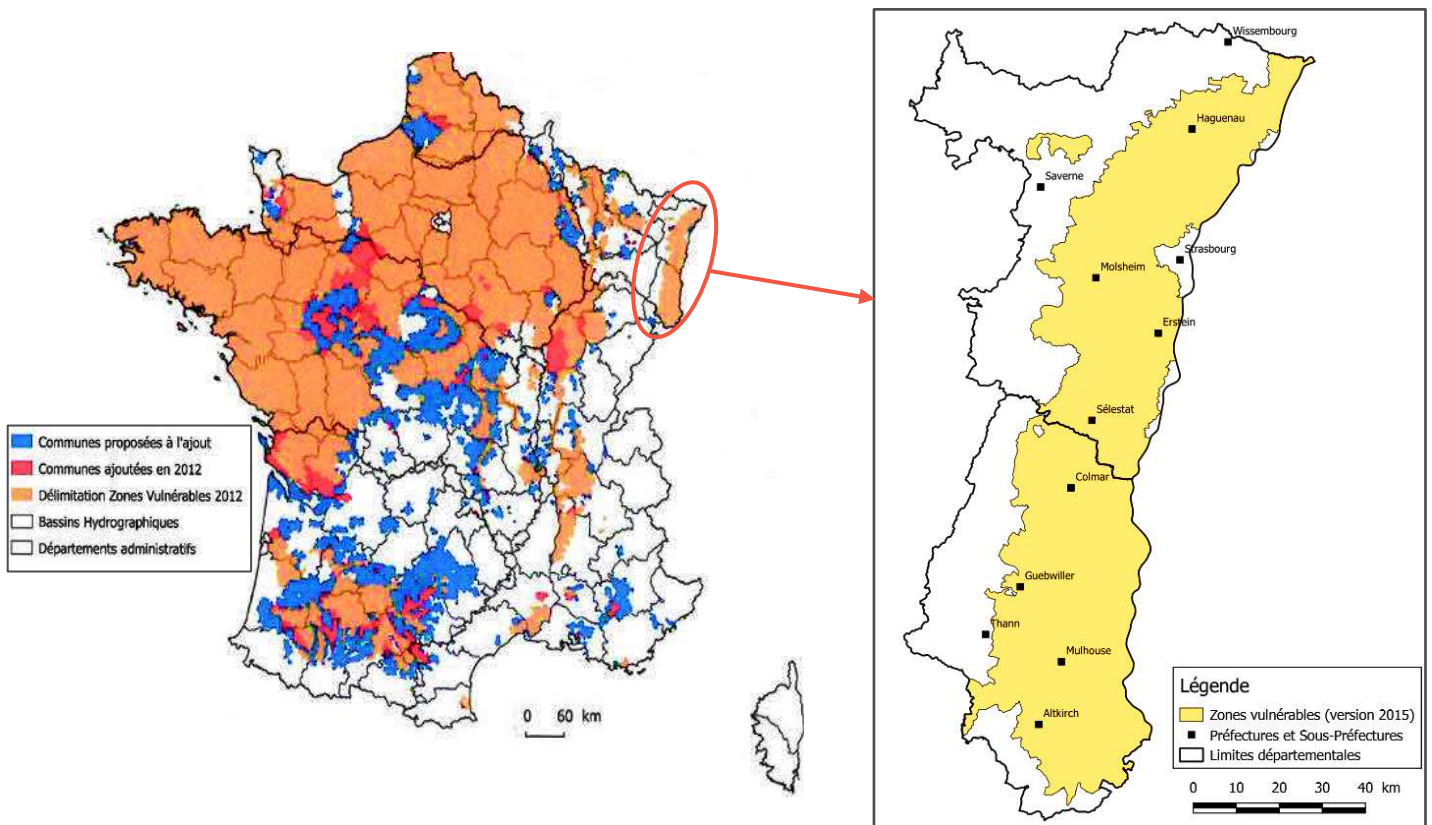 Communes proposées à l'ajout
Communes ajoutées en 2012
Délimitation Zones Vulnérables 2012
Bassins Hydrographiques
Départements administratifs
0 60 km
Wissembourg
Haguenau
Saverne
Strasbourg
Molsheim
Erstein
Sélestat
Colmar
Guebwiller
Thann
Mulhouse
Altkirch
Légende
Zones vulnérables (version 2015)
Préfectures et Sous-Préfectures
Limites départementales
0 10 20 30 40 km